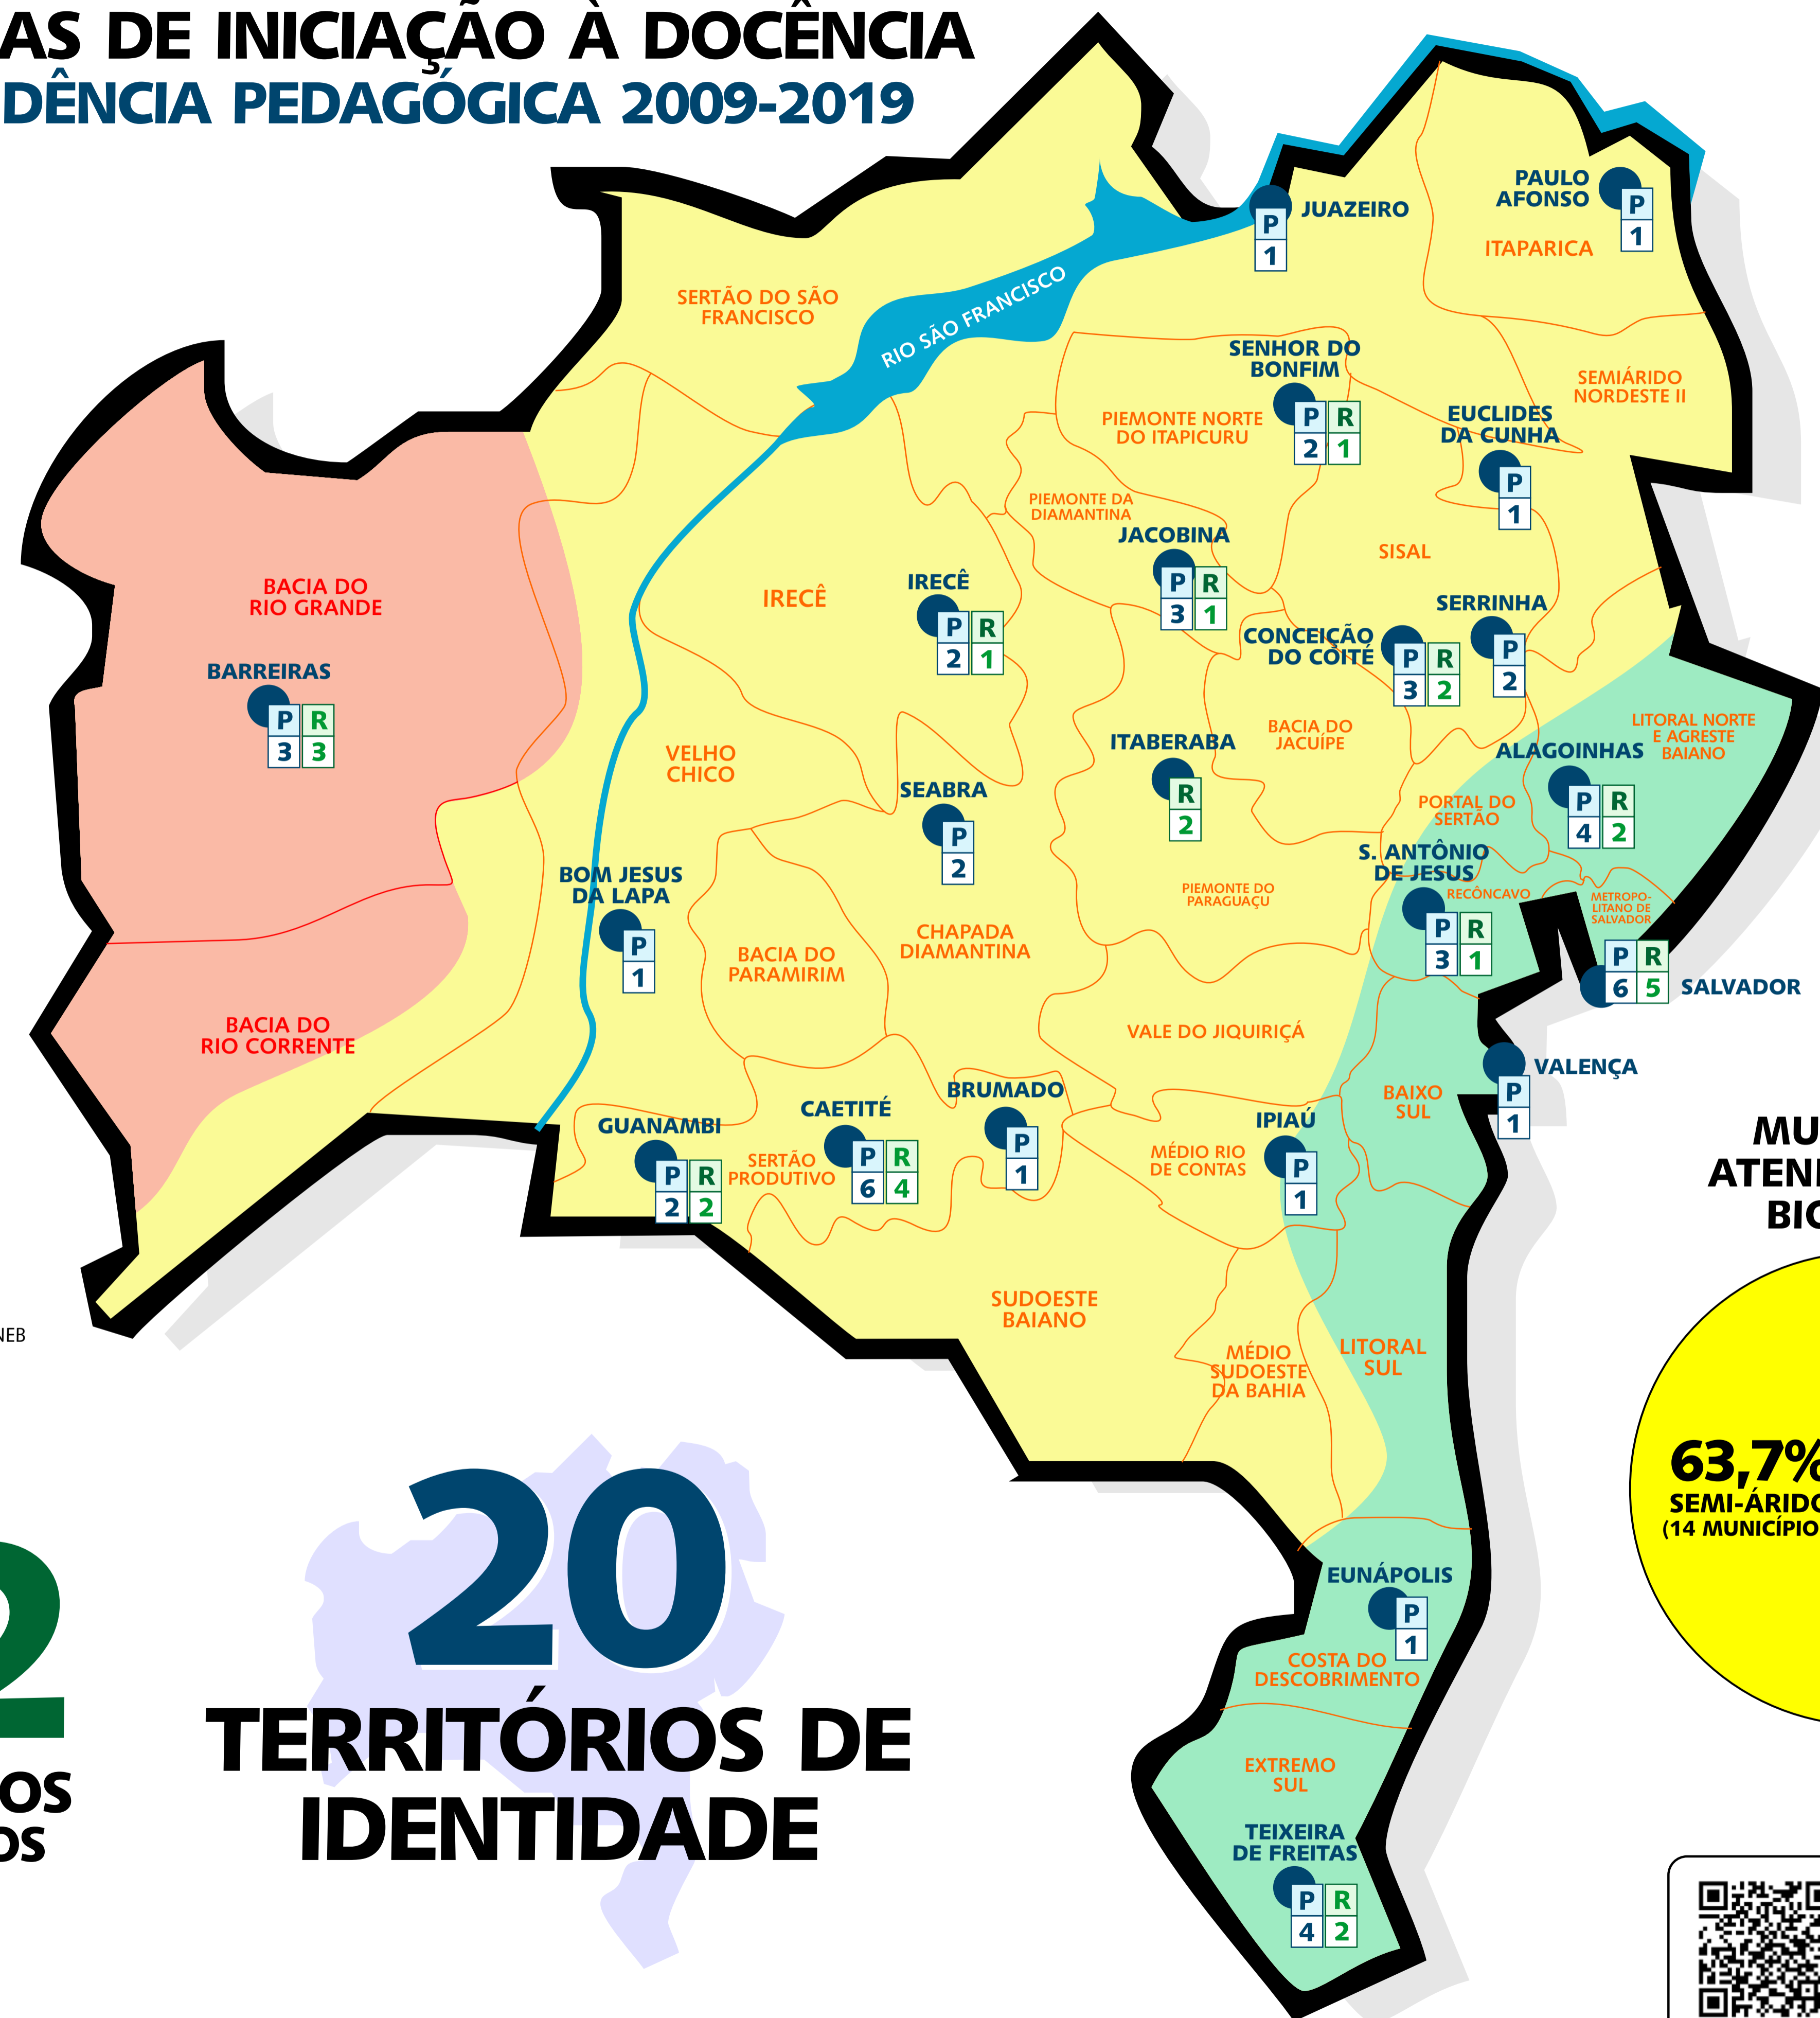 AS DE INICIAÇÃO À DOCÊNCIA
DÊNCIA PEDAGÓGICA 2009-2019
PAULO
AFONSO
P
1
JUAZEIRO
P
1
ITAPARICA
SERTÃO DO SÃO
FRANCISCO
RIO SÃO FRANCISCO
SENHOR DO
BONFIM
P R
2 1
SEMIÁRIDO
NORDESTE II
PIEMONTE NORTE
DO ITAPICURU
EUCLIDES
DA CUNHA
P
1
PIEMONTE DA
DIAMANTINA
JACOBINA
P R
3 1
SISAL
BACIA DO
RIO GRANDE
IRECÊ
IRECÊ
P R
2 1
SERRINHA
P
2
CONCEIÇÃO
DO COITÉ
P R
3 2
BARREIRAS
P R
3 3
BACIA DO
JACUÍPE
LITORAL NORTE
E AGRESTE
BAIANO
VELHO
CHICO
ITABERABA
R
2
ALAGOINHAS
P R
4 2
SEABRA
P
2
PORTAL DO
SERTÃO
S. ANTÔNIO
DE JESUS
P R
3 1
RECÔNCAVO
METROPO-
LITANO DE
SALVADOR
BOM JESUS
DA LAPA
P
1
PIEMONTE DO
PARAGUAÇU
CHAPADA
DIAMANTINA
BACIA DO
PARAMIRIM
P R
6 5
SALVADOR
BACIA DO
RIO CORRENTE
VALE DO JIQUIRIÇÁ
VALENÇA
P
1
BAIXO
SUL
BRUMADO
P
1
CAETITÉ
P R
6 4
GUANAMBI
P R
2 2
SERTÃO
PRODUTIVO
MÉDIO RIO
DE CONTAS
IPIAÚ
P
1
MU
ATEN
BIO
SUDOESTE
BAIANO
NEB
MÉDIO
SUDOESTE
DA BAHIA
LITORAL
SUL
63,7%
SEMI-ÁRIDO
(14 MUNICÍPIO
20
TERRITÓRIOS DE
IDENTIDADE
2
OS
OS
EUNÁPOLIS
P
1
COSTA DO
DESCOBRIMENTO
EXTREMO
SUL
TEIXEIRA
DE FREITAS
P R
4 2